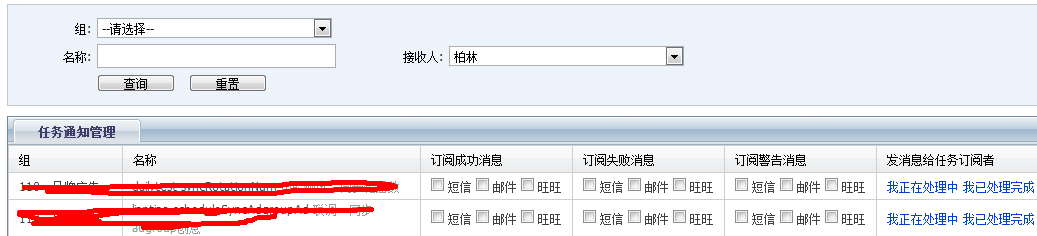 组: --请选择--
名称: 接收人: 柏林
查询 重置
任务通知管理
组 名称 订阅成功消息 订阅失败消息 订阅警告消息 发消息给任务订阅者
短信 邮件 旺旺 短信 邮件 旺旺 短信 邮件 旺旺 我正在处理中 我已处理完成
短信 邮件 旺旺 短信 邮件 旺旺 短信 邮件 旺旺 我正在处理中 我已处理完成